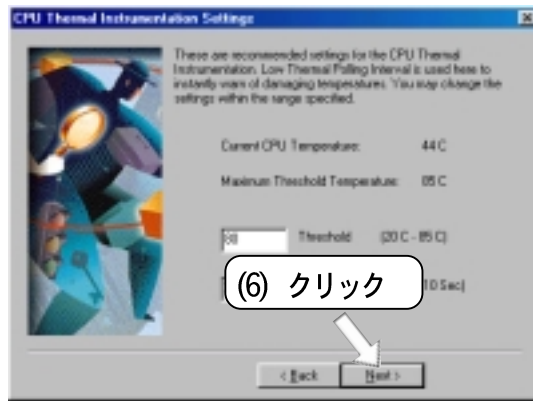 CPU Thermal Instrumentation Settings
These are recommended settings for the CPU Thermal
Instrumentation. Low Thermal Polling Interval is used here to
instantly warn of damaging temperatures. You may change the
settings within the range specified.
Current CPU Temperature: 44 C
Maximum Threshold Temperature: 85 C
Threshold (20 C - 85 C)
(6) クリック
10 Sec)
< Back Next >